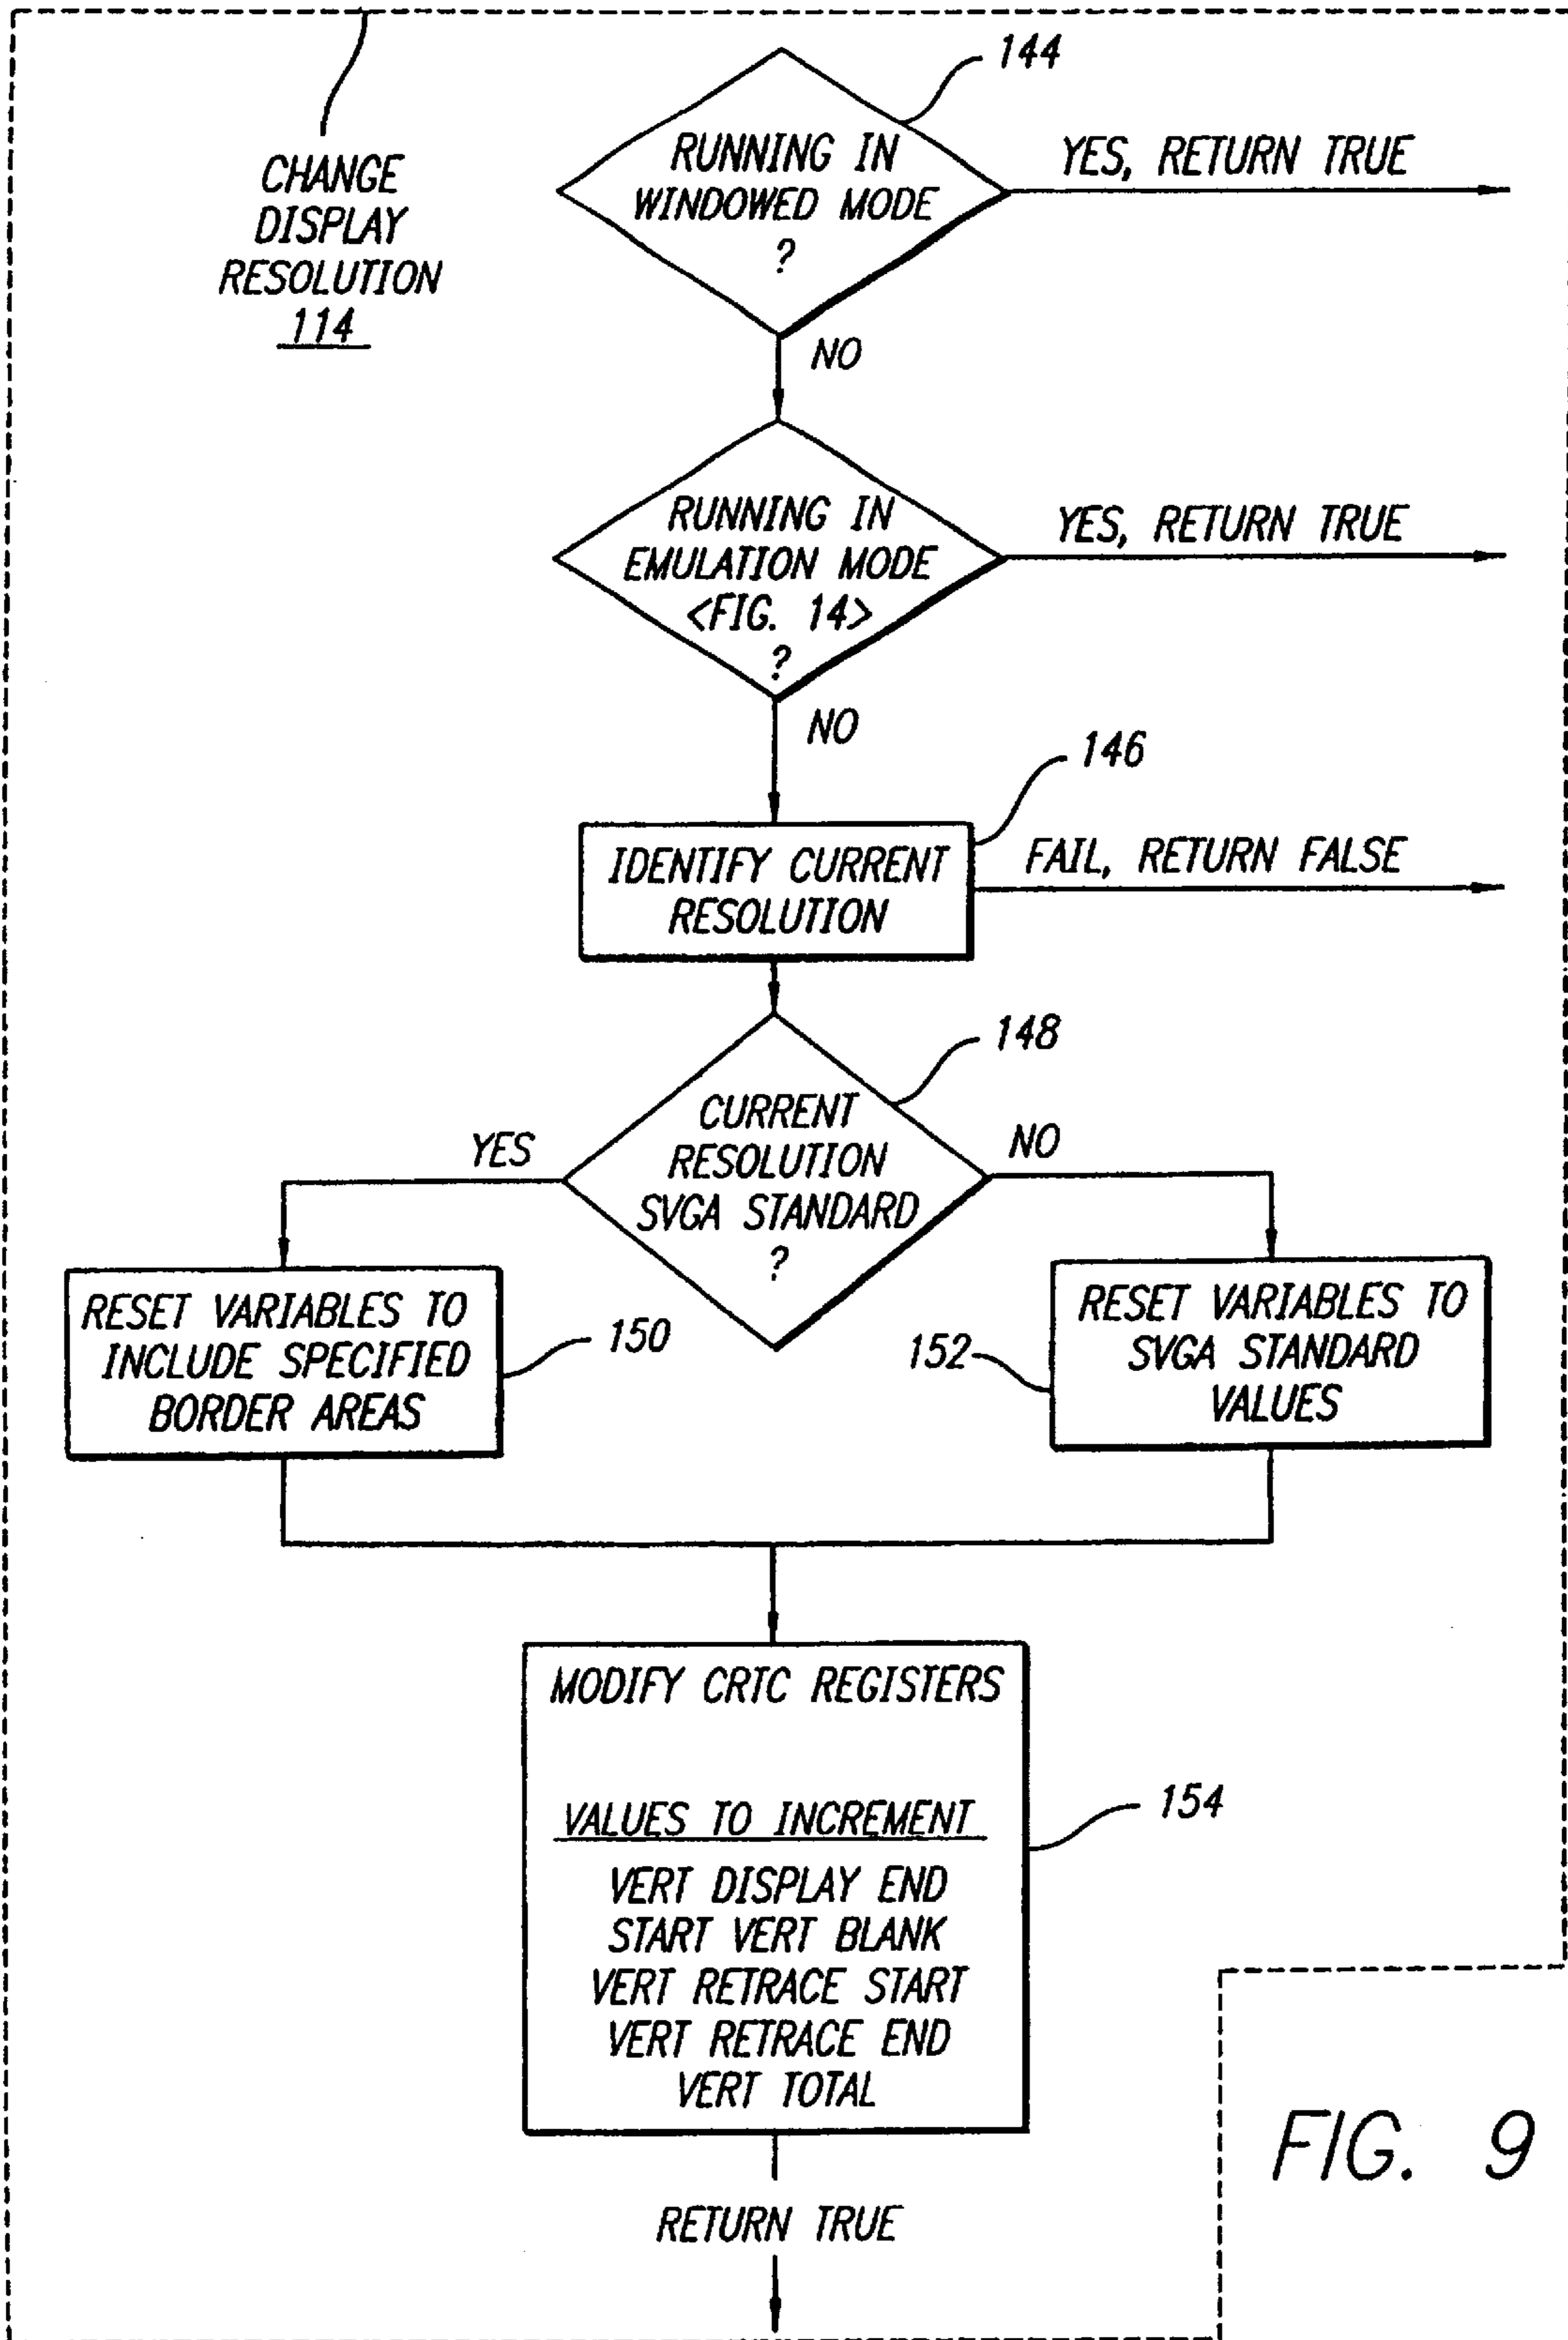 CHANGE
DISPLAY
RESOLUTION
114
144
RUNNING IN
WINDOWED MODE
?
YES, RETURN TRUE
NO
RUNNING IN
EMULATION MODE
<FIG. 14>
?
YES, RETURN TRUE
NO
146
IDENTIFY CURRENT
RESOLUTION
FAIL, RETURN FALSE
148
CURRENT
RESOLUTION
SVGA STANDARD
?
YES
NO
RESET VARIABLES TO
INCLUDE SPECIFIED
BORDER AREAS
150
152
RESET VARIABLES TO
SVGA STANDARD
VALUES
MODIFY CRTC REGISTERS
VALUES TO INCREMENT
VERT DISPLAY END
START VERT BLANK
VERT RETRACE START
VERT RETRACE END
VERT TOTAL
154
RETURN TRUE
FIG. 9